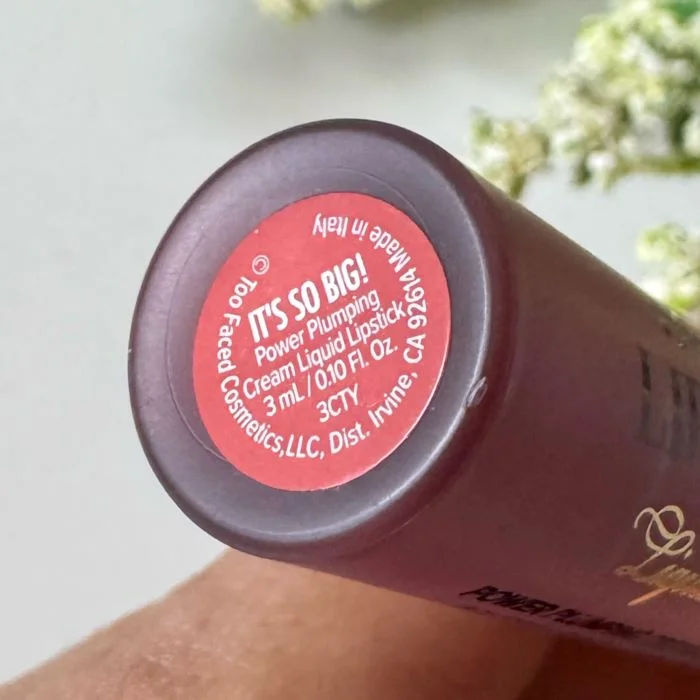 IT'S SO BIG!
Power Plumping
Cream Liquid Lipstick
3 mL / 0.10 Fl. Oz.
3CTY
© Too Faced Cosmetics,LLC, Dist. Irvine, CA 92614 Made in Italy